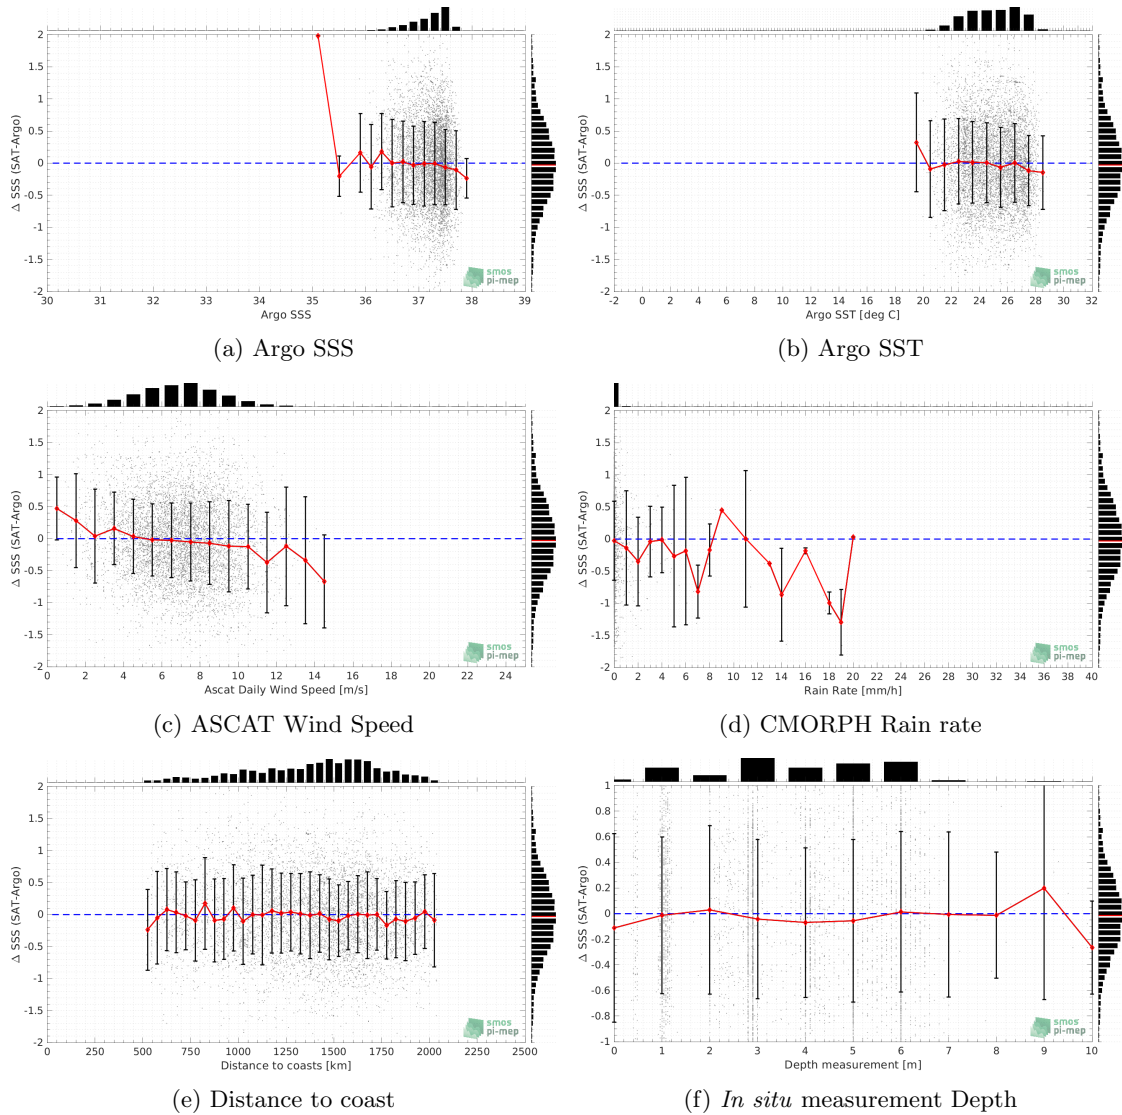 2
1.5
1
0.5
0
-0.5
-1
-1.5
-2
Δ SSS (SAT-Argo)
30 31 32 33 34 35 36 37 38 39
Argo SSS
smos
pi-mep
(a) Argo SSS
2
1.5
1
0.5
0
-0.5
-1
-1.5
-2
Δ SSS (SAT-Argo)
-2 0 2 4 6 8 10 12 14 16 18 20 22 24 26 28 30 32
Argo SST [deg C]
smos
pi-mep
(b) Argo SST
2
1.5
1
0.5
0
-0.5
-1
-1.5
-2
Δ SSS (SAT-Argo)
0 2 4 6 8 10 12 14 16 18 20 22 24
Ascat Daily Wind Speed [m/s]
smos
pi-mep
(c) ASCAT Wind Speed
2
1.5
1
0.5
0
-0.5
-1
-1.5
-2
Δ SSS (SAT-Argo)
0 2 4 6 8 10 12 14 16 18 20 22 24 26 28 30 32 34 36 38 40
Rain Rate [mm/h]
smos
pi-mep
(d) CMORPH Rain rate
2
1.5
1
0.5
0
-0.5
-1
-1.5
-2
Δ SSS (SAT-Argo)
0 250 500 750 1000 1250 1500 1750 2000 2250 2500
Distance to coasts [km]
smos
pi-mep
(e) Distance to coast
1
0.8
0.6
0.4
0.2
0
-0.2
-0.4
-0.6
-0.8
-1
Δ SSS (SAT-Argo)
0 1 2 3 4 5 6 7 8 9 10
Depth measurement [m]
smos
pi-mep
(f) In situ measurement Depth